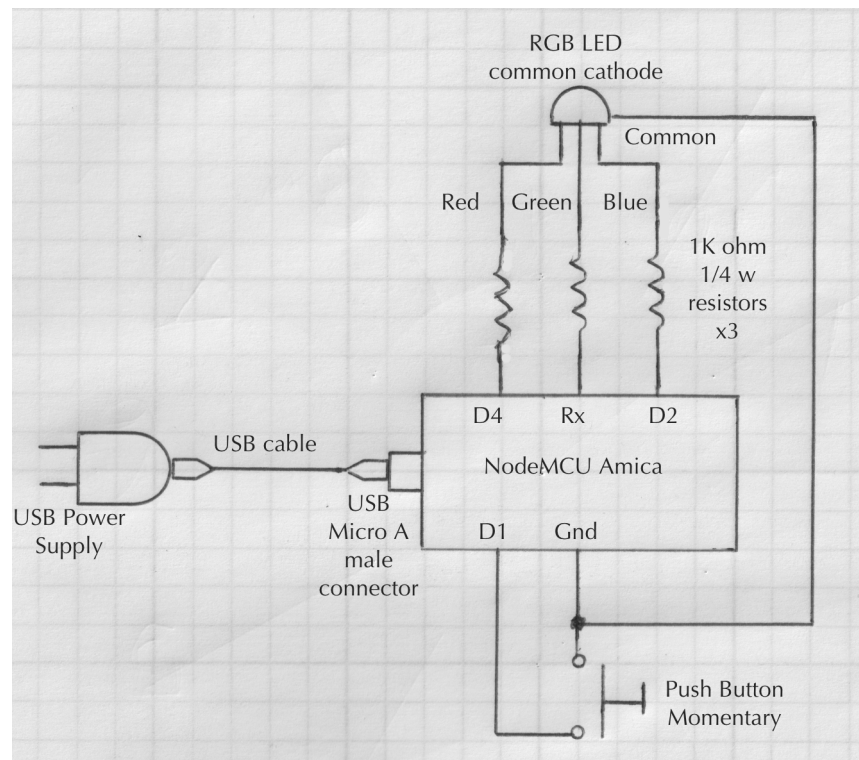 RGB LED
common cathode
Common
Red
Green
Blue
1K ohm
1/4 w
resistors
x3
D4
Rx
D2
USB cable
NodeMCU Amica
USB Power
Supply
USB
Micro A
male
connector
D1
Gnd
Push Button
Momentary